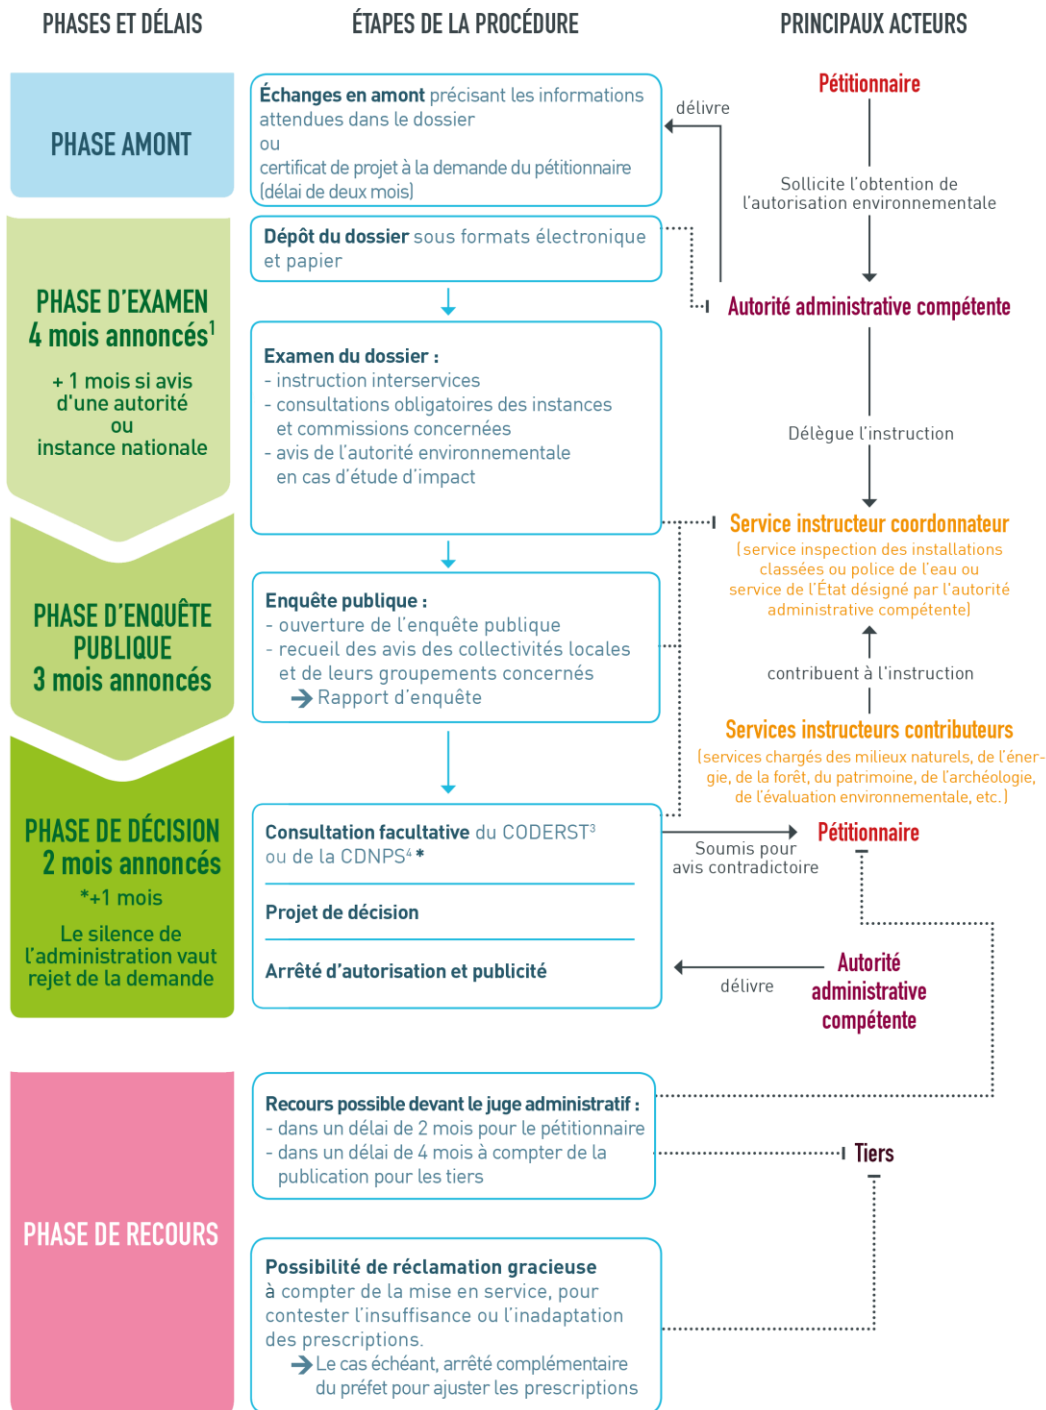 PHASES ET DÉLAIS
ÉTAPES DE LA PROCÉDURE
PRINCIPAUX ACTEURS
PHASE AMONT
Échanges en amont précisant les informations
attendues dans le dossier
ou
certificat de projet à la demande du pétitionnaire
(délai de deux mois)
délivre
Pétitionnaire
Sollicite l’obtention de
l’autorisation environnementale
PHASE D’EXAMEN
4 mois annoncés¹
+ 1 mois si avis
d'une autorité
ou
instance nationale
Dépôt du dossier sous formats électronique
et papier
Autorité administrative compétente
Examen du dossier :
- instruction interservices
- consultations obligatoires des instances
et commissions concernées
- avis de l’autorité environnementale
en cas d’étude d’impact
Délègue l’instruction
Service instructeur coordonnateur
(service inspection des installations
classées ou police de l’eau ou
service de l’État désigné par l'autorité
administrative compétente)
PHASE D’ENQUÊTE
PUBLIQUE
3 mois annoncés
Enquête publique :
- ouverture de l’enquête publique
- recueil des avis des collectivités locales
et de leurs groupements concernés
➔ Rapport d’enquête
contribuent à l'instruction
Services instructeurs contributeurs
(services chargés des milieux naturels, de l’éner-
gie, de la forêt, du patrimoine, de l’archéologie,
de l’évaluation environnementale, etc.)
PHASE DE DÉCISION
2 mois annoncés
*+1 mois
Le silence de
l’administration vaut
rejet de la demande
Consultation facultative du CODERST³
ou de la CDNPS⁴ *
Projet de décision
Arrêté d’autorisation et publicité
Soumis pour
avis contradictoire
Pétitionnaire
délivre
Autorité
administrative
compétente
PHASE DE RECOURS
Recours possible devant le juge administratif :
- dans un délai de 2 mois pour le pétitionnaire
- dans un délai de 4 mois à compter de la
publication pour les tiers
Tiers
Possibilité de réclamation gracieuse
à compter de la mise en service, pour
contester l’insuffisance ou l’inadaptation
des prescriptions.
➔ Le cas échéant, arrêté complémentaire
du préfet pour ajuster les prescriptions